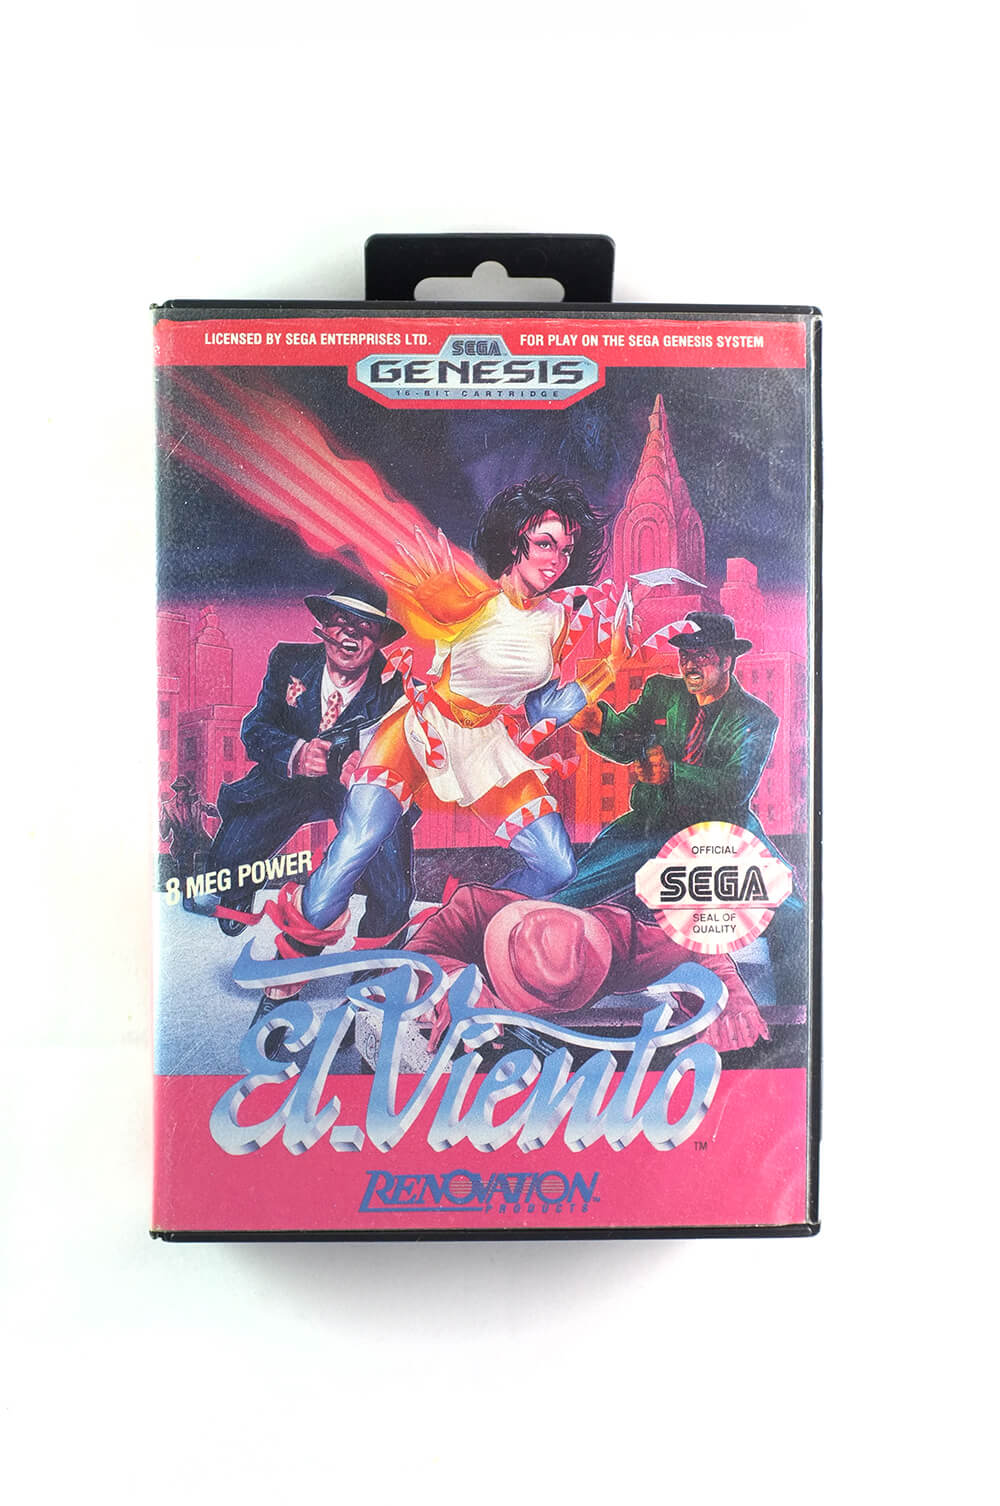 LICENSED BY SEGA ENTERPRISES LTD.
SEGA
FOR PLAY ON THE SEGA GENESIS SYSTEM
GENESIS
16-BIT CARTRIDGE
8 MEG POWER
OFFICIAL
SEGA
SEAL OF
QUALITY
El.Viento
TM
RENOVATION
PRODUCTS